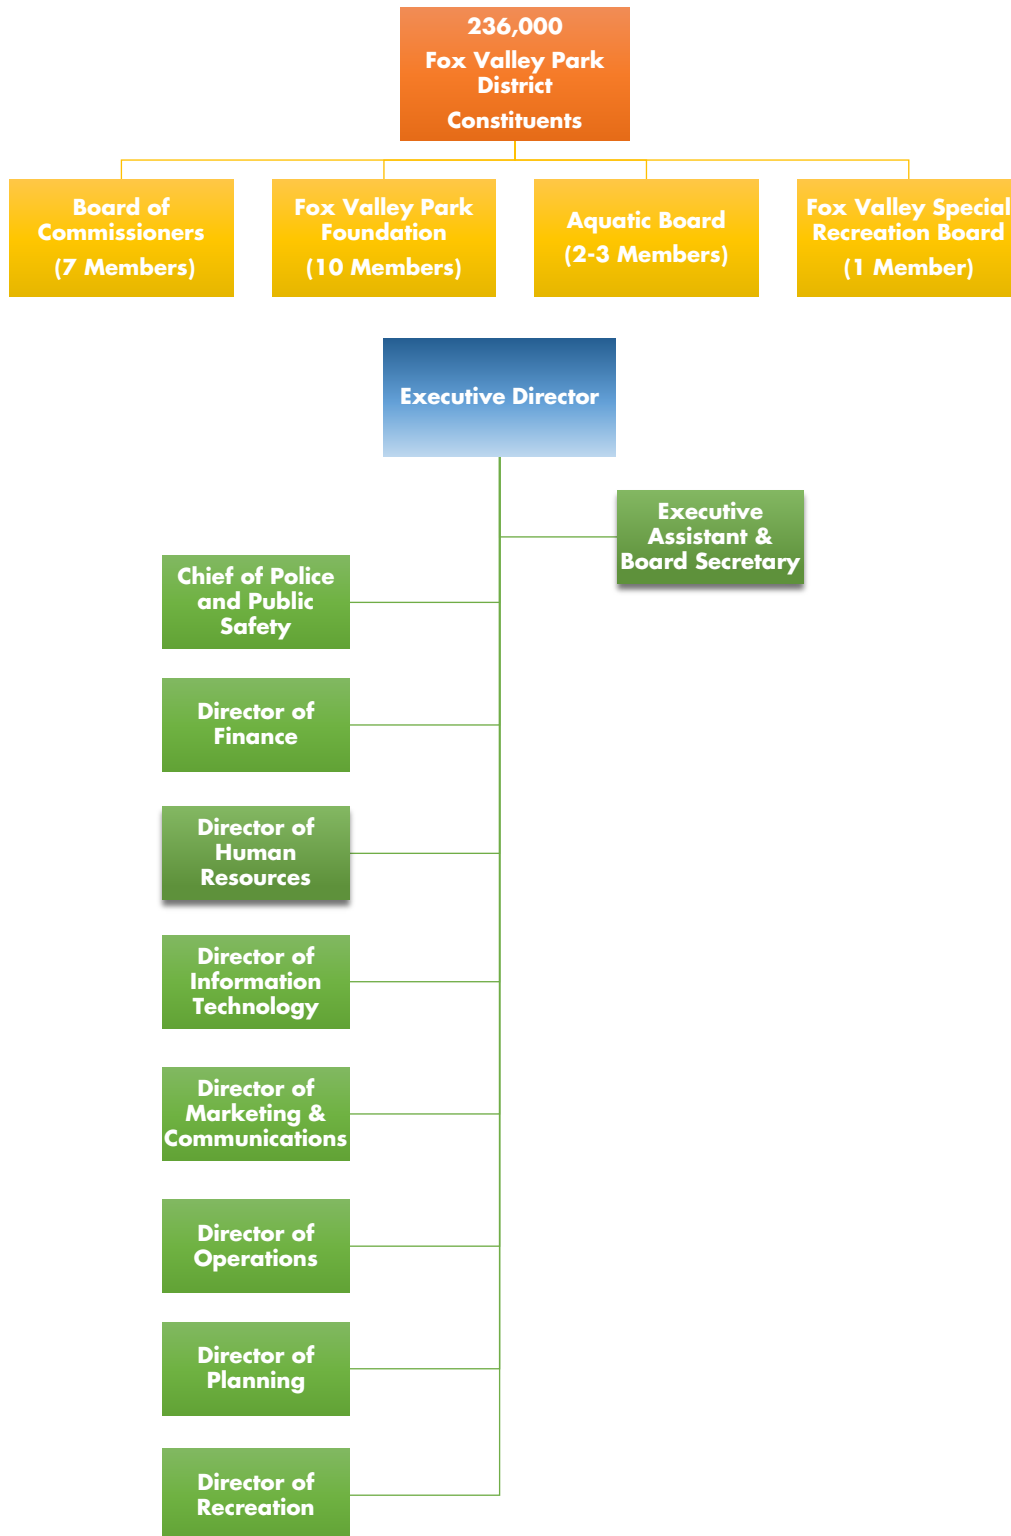 236,000
Fox Valley Park
District
Constituents
Board of
Commissioners
(7 Members)
Fox Valley Park
Foundation
(10 Members)
Aquatic Board
(2-3 Members)
Fox Valley Special
Recreation Board
(1 Member)
Executive Director
Executive
Assistant &
Board Secretary
Chief of Police
and Public
Safety
Director of
Finance
Director of
Human
Resources
Director of
Information
Technology
Director of
Marketing &
Communications
Director of
Operations
Director of
Planning
Director of
Recreation